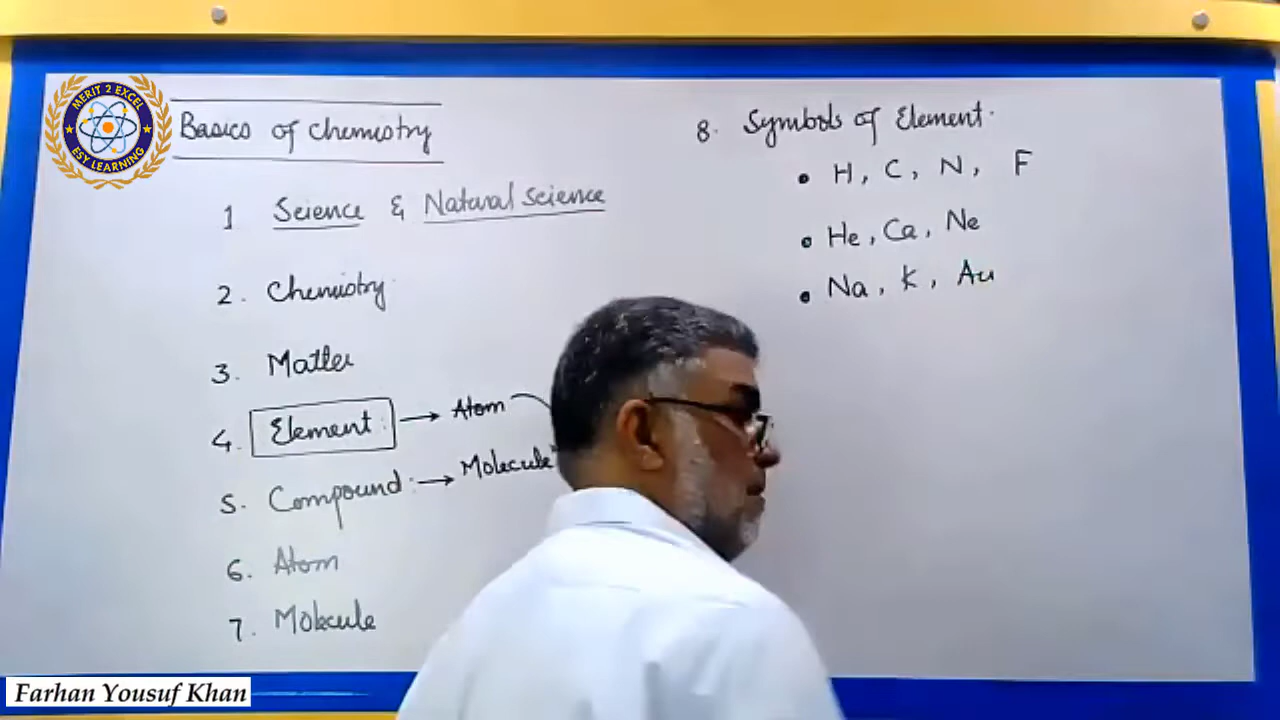 MERIT 2 EXCEL
ESY LEARNING
Basics of Chemistry
1 Science & Natural Science
2. Chemistry.
3. Matter
4. Element: → Atom
5. Compound: → Molecule
6. Atom
7. Molecule
8. Symbols of Element.
• H, C, N, F
• He, Ca, Ne
• Na, K, Au
Farhan Yousuf Khan